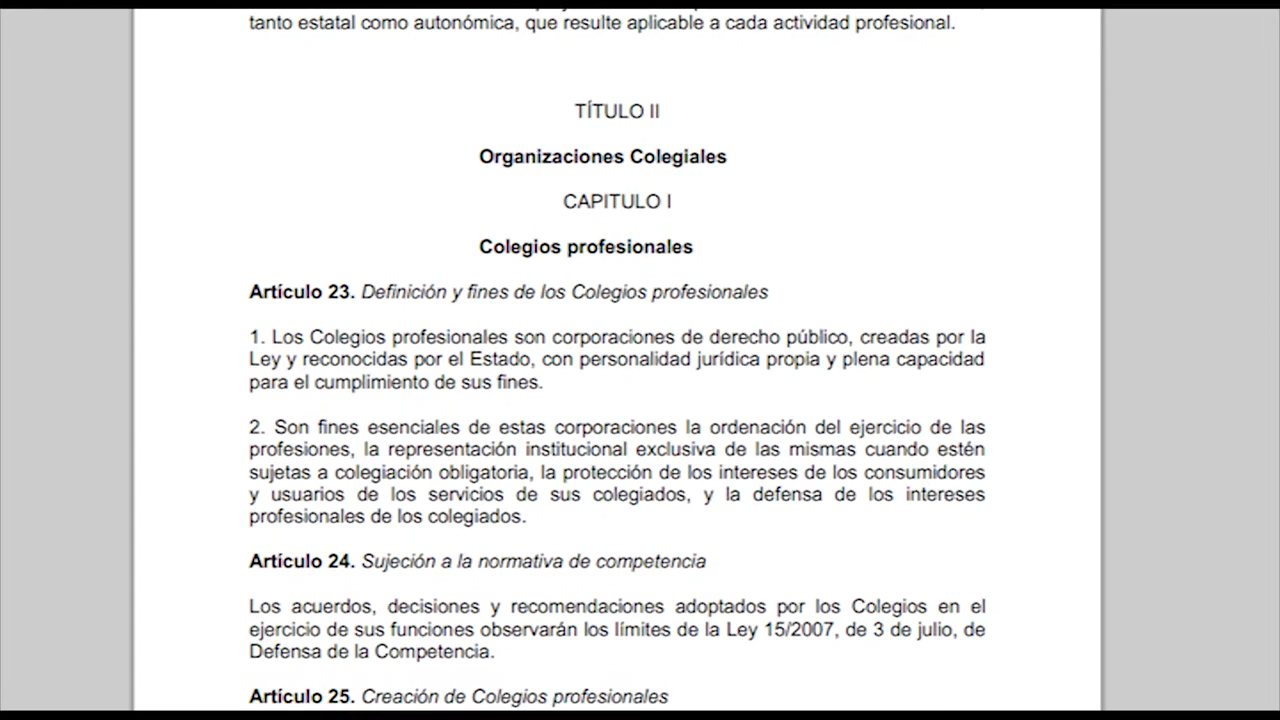 tanto estatal como autonómica, que resulte aplicable a cada actividad profesional.
TÍTULO II
Organizaciones Colegiales
CAPITULO I
Colegios profesionales
Artículo 23. Definición y fines de los Colegios profesionales
1. Los Colegios profesionales son corporaciones de derecho público, creadas por la
Ley y reconocidas por el Estado, con personalidad jurídica propia y plena capacidad
para el cumplimiento de sus fines.
2. Son fines esenciales de estas corporaciones la ordenación del ejercicio de las
profesiones, la representación institucional exclusiva de las mismas cuando estén
sujetas a colegiación obligatoria, la protección de los intereses de los consumidores
y usuarios de los servicios de sus colegiados, y la defensa de los intereses
profesionales de los colegiados.
Artículo 24. Sujeción a la normativa de competencia
Los acuerdos, decisiones y recomendaciones adoptados por los Colegios en el
ejercicio de sus funciones observarán los límites de la Ley 15/2007, de 3 de julio, de
Defensa de la Competencia.
Artículo 25. Creación de Colegios profesionales